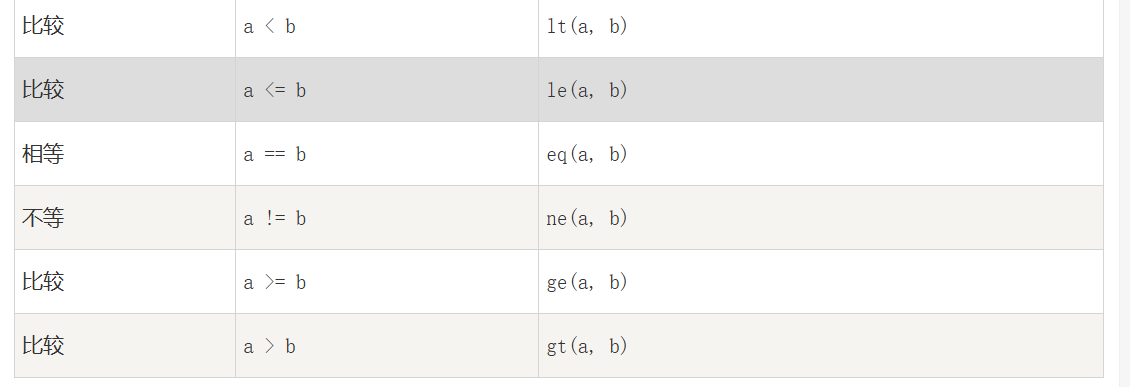 比较 a < b lt(a, b)
比较 a <= b le(a, b)
相等 a == b eq(a, b)
不等 a != b ne(a, b)
比较 a >= b ge(a, b)
比较 a > b gt(a, b)